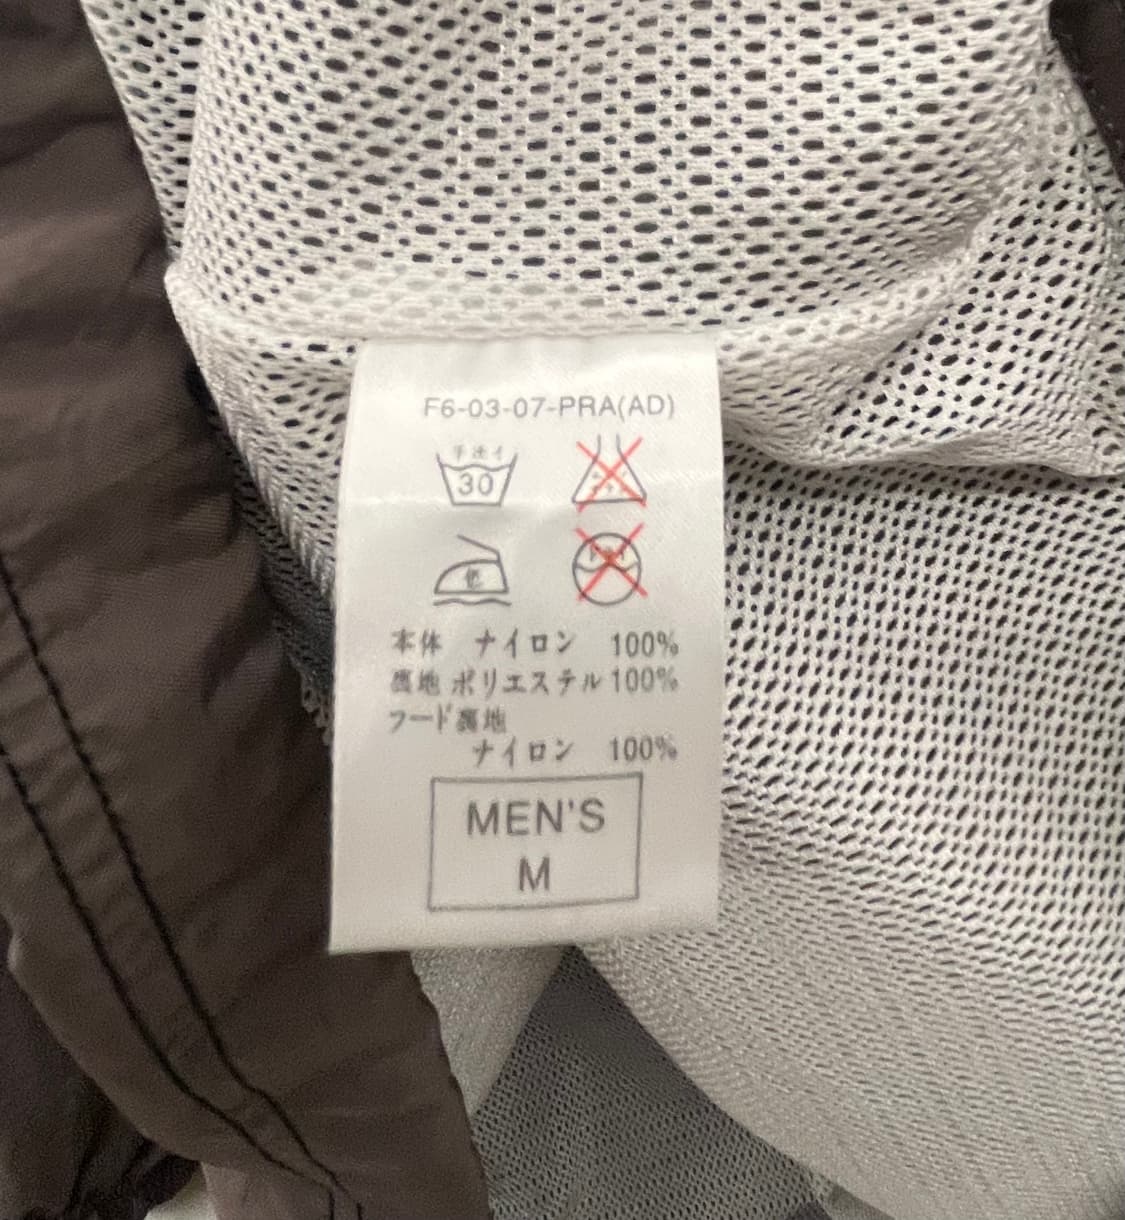 F6-03-07-PRA(AD)
手洗イ
30
低
本体 ナイロン 100%
裏地 ポリエステル 100%
フード裏地
ナイロン 100%
MEN'S
M